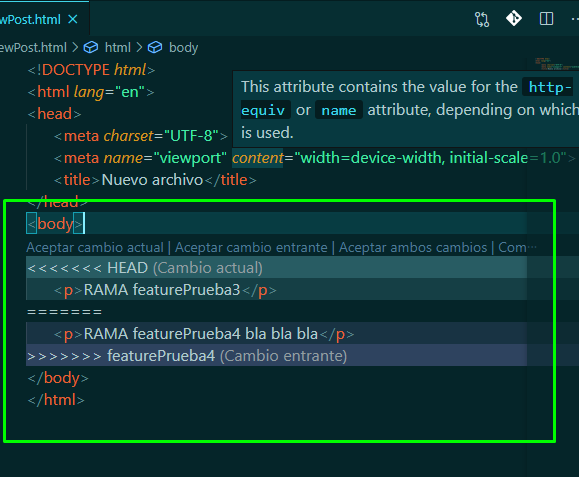 ewPost.html ×
ewPost.html > html > body
<!DOCTYPE html>
<html lang="en">
<head>
This attribute contains the value for the http-
equiv or name attribute, depending on which
is used.
<meta charset="UTF-8">
<meta name="viewport" content="width=device-width, initial-scale=1.0">
<title>Nuevo archivo</title>
</head>
<body>
Aceptar cambio actual | Aceptar cambio entrante | Aceptar ambos cambios | Com···
<<<<<<< HEAD (Cambio actual)
<p>RAMA featurePrueba3</p>
=======
<p>RAMA featurePrueba4 bla bla bla</p>
>>>>>>> featurePrueba4 (Cambio entrante)
</body>
</html>